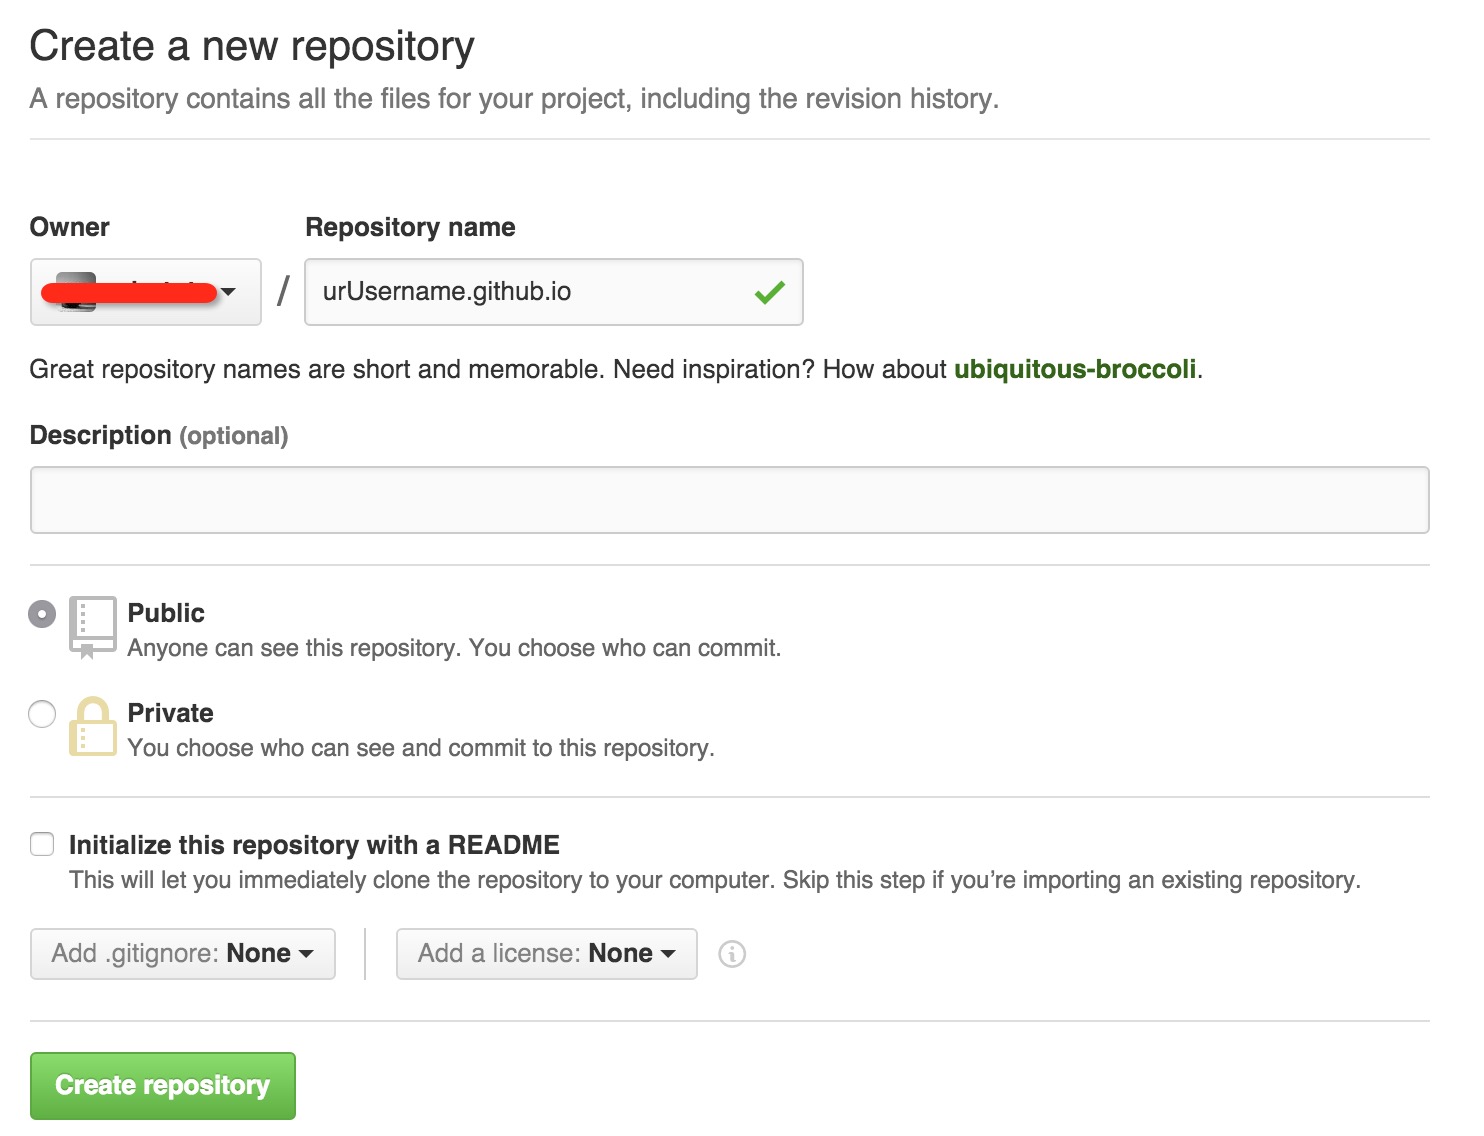 Create a new repository
A repository contains all the files for your project, including the revision history.
Owner
Repository name
/
urUsername.github.io
Great repository names are short and memorable. Need inspiration? How about ubiquitous-broccoli.
Description (optional)
Public
Anyone can see this repository. You choose who can commit.
Private
You choose who can see and commit to this repository.
Initialize this repository with a README
This will let you immediately clone the repository to your computer. Skip this step if you’re importing an existing repository.
Add .gitignore: None
Add a license: None
Create repository